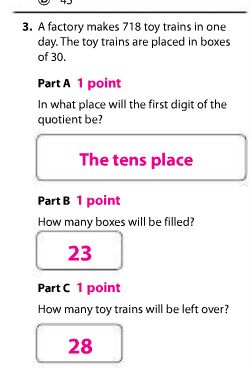 © 45
3. A factory makes 718 toy trains in one
day. The toy trains are placed in boxes
of 30.
Part A 1 point
In what place will the first digit of the
quotient be?
The tens place
Part B 1 point
How many boxes will be filled?
23
Part C 1 point
How many toy trains will be left over?
28